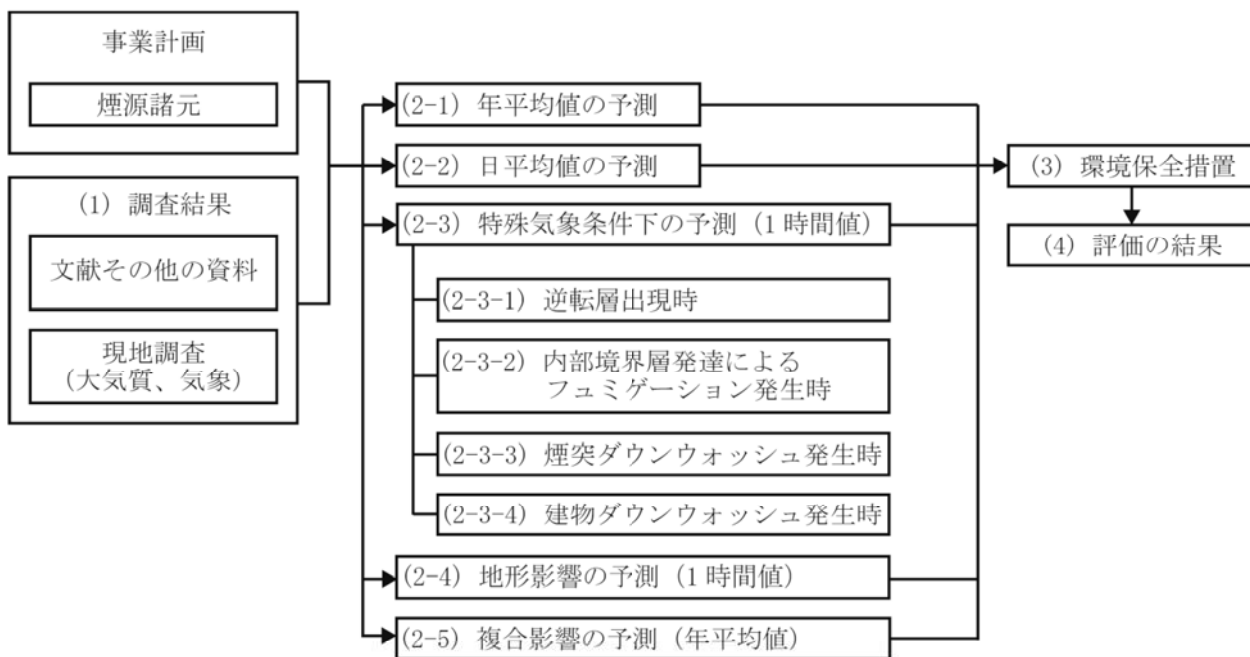 事業計画
煙源諸元
(1) 調査結果
文献その他の資料
現地調査
(大気質、気象)
(2-1) 年平均値の予測
(2-2) 日平均値の予測
(2-3) 特殊気象条件下の予測 (1時間値)
(2-3-1) 逆転層出現時
(2-3-2) 内部境界層発達による
フュミゲーション発生時
(2-3-3) 煙突ダウンウォッシュ発生時
(2-3-4) 建物ダウンウォッシュ発生時
(2-4) 地形影響の予測 (1時間値)
(2-5) 複合影響の予測 (年平均値)
(3) 環境保全措置
(4) 評価の結果